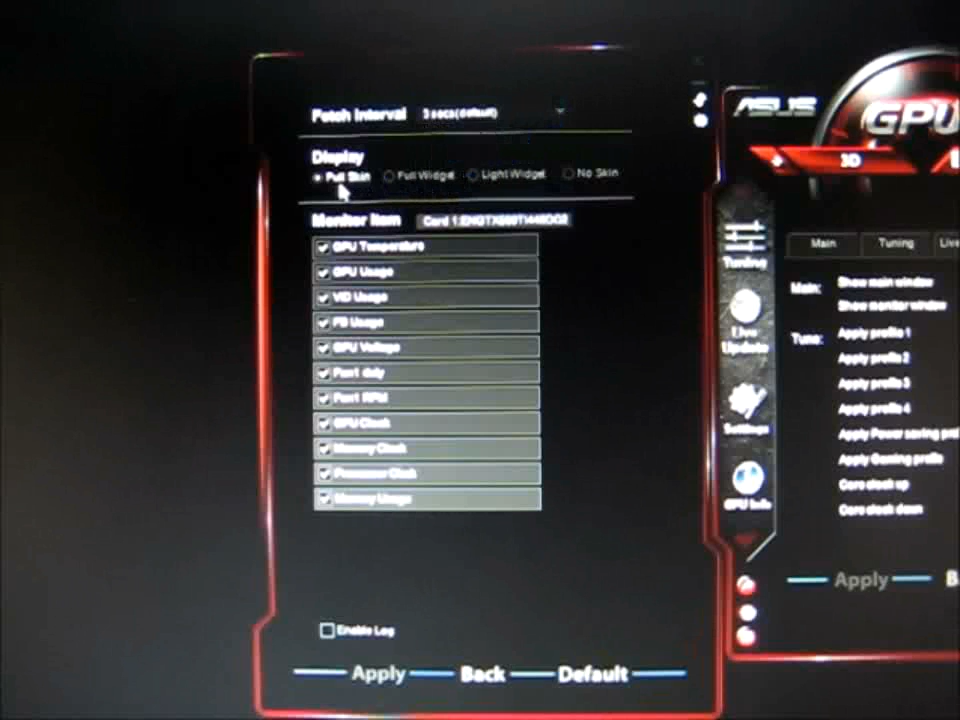 Fetch Interval 3 secs(default)
Display
Full Skin Full Widget Light Widget No Skin
Monitor Item
GPU Temperature
GPU Usage
VID Usage
FB Usage
GPU Voltage
Fan1 duty
Fan1 RPM
GPU Clock
Memory Clock
Processor Clock
Memory Usage
Enable Log
Apply Back Default
ASUS
GPU
3D
Tuning
Live
Update
Settings
GPU Info
Main Tuning Live
Main: Show main window
Show monitor window
Tune: Apply profile 1
Apply profile 2
Apply profile 3
Apply profile 4
Apply Power saving
Apply Gaming profile
Core clock up
Core clock down
Apply B